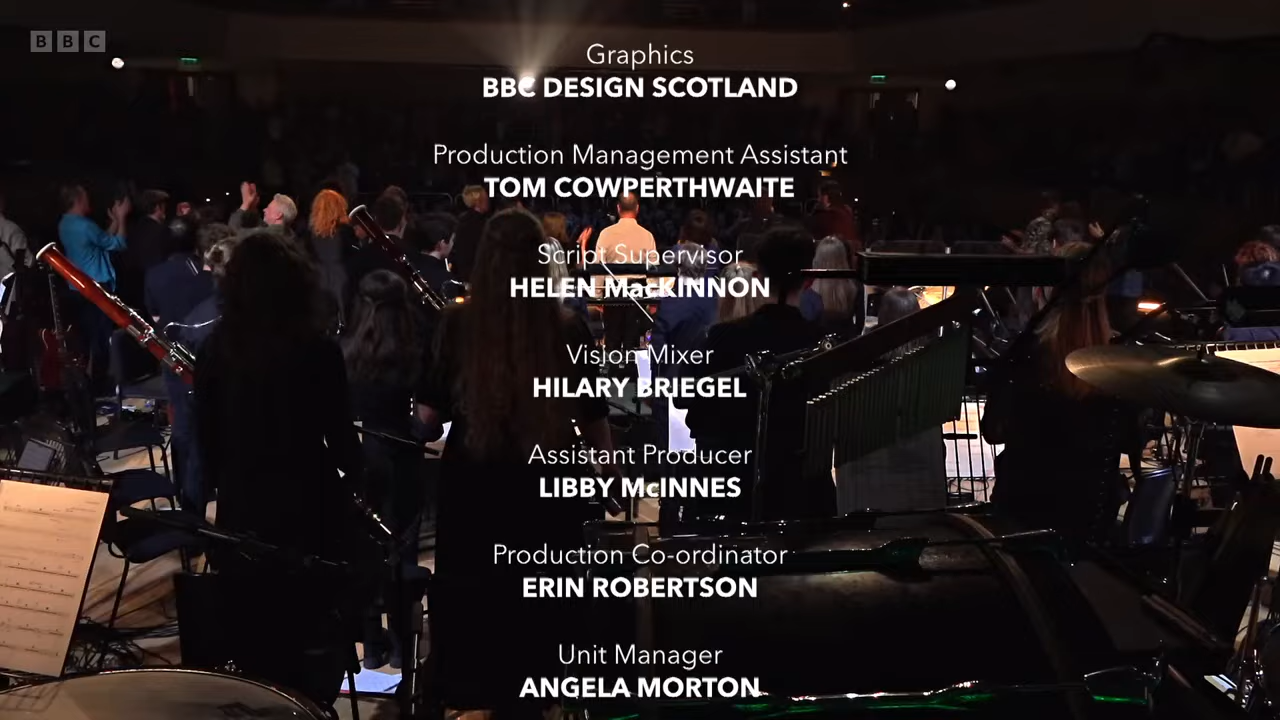 BBC
Graphics
BBC DESIGN SCOTLAND
Production Management Assistant
TOM COWPERTHWAITE
Script Supervisor
HELEN MacKINNON
Vision Mixer
HILARY BRIEGEL
Assistant Producer
LIBBY McINNES
Production Co-ordinator
ERIN ROBERTSON
Unit Manager
ANGELA MORTON